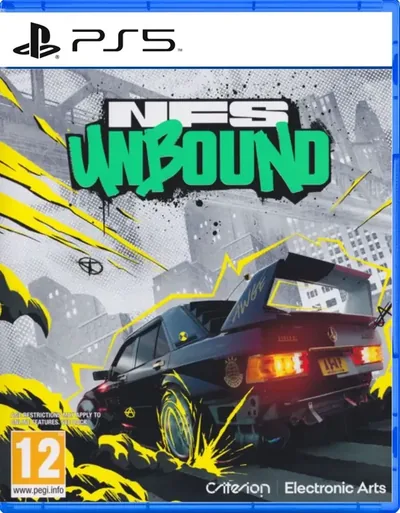 PS5
NFS
UNBOUND
12
www.pegi.info
Criterion | Electronic Arts